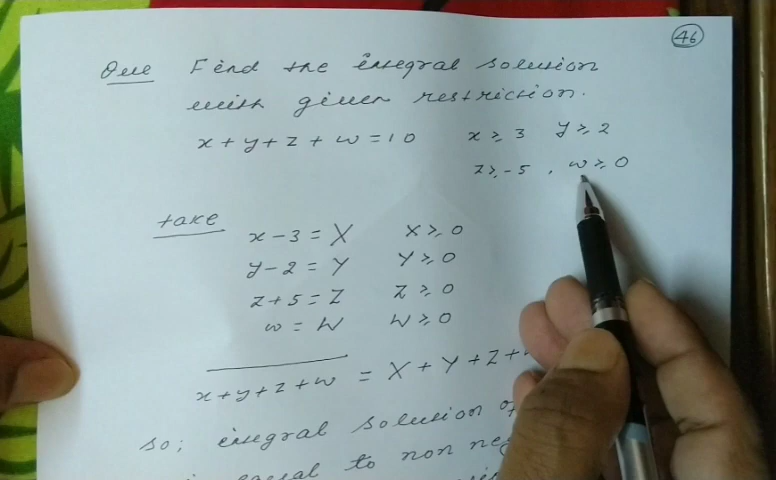 46
Que Find the integral solution
with given restriction.
x + y + z + w = 10 x ≥ 3 y ≥ 2
z ≥ -5 , w ≥ 0
take
x - 3 = X X ≥ 0
y - 2 = Y Y ≥ 0
z + 5 = Z Z ≥ 0
w = W W ≥ 0
x + y + z + w = X + Y + Z +
so; integral solution of
equal to non